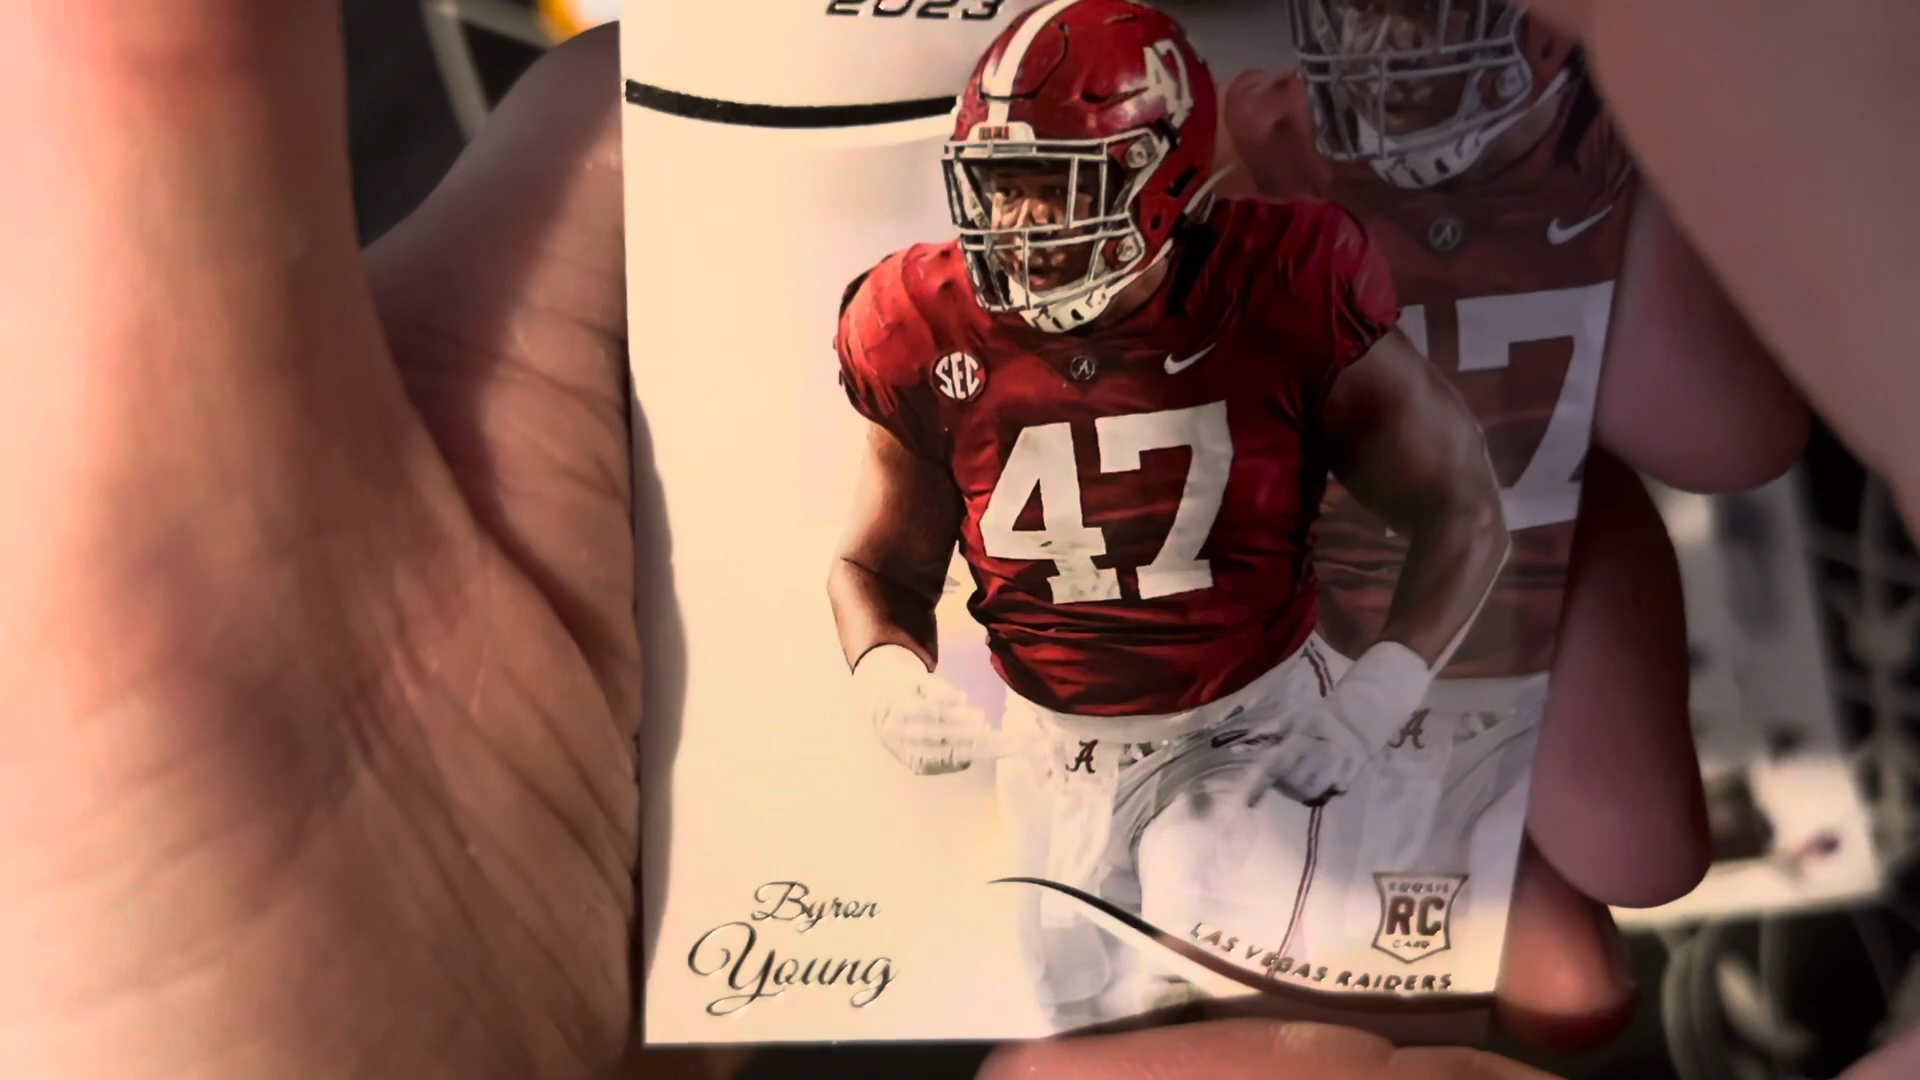 2023
47
SEC
A
47
A
A
Byron
Young
ROOKIE
RC
CARD
LAS VEGAS RAIDERS